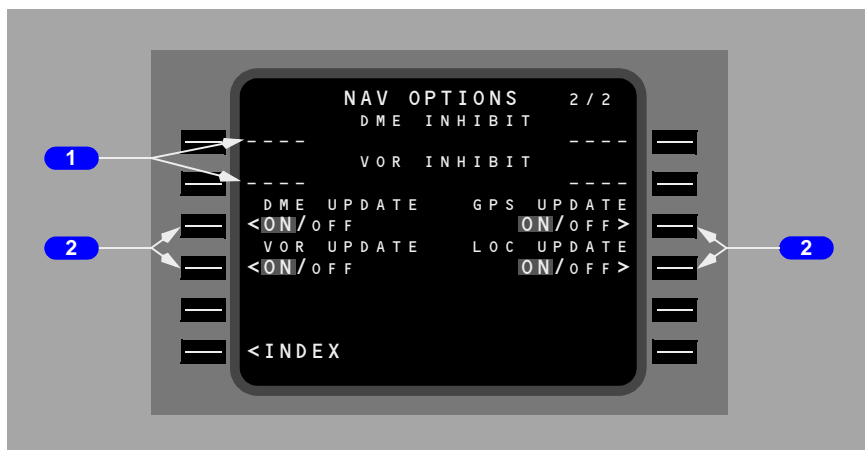 NAV OPTIONS 2/2
DME INHIBIT
---- ----
VOR INHIBIT
---- ----
DME UPDATE GPS UPDATE
<ON/OFF ON/OFF>
VOR UPDATE LOC UPDATE
<ON/OFF ON/OFF>
<INDEX
1
2
2